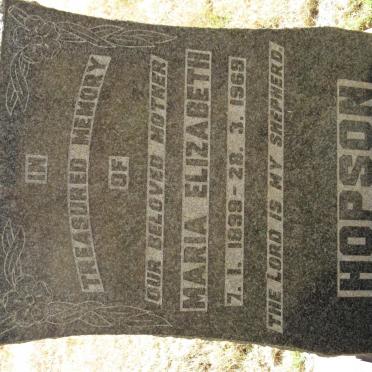 IN
TREASURED MEMORY
OF
OUR BELOVED MOTHER
MARIA ELIZABETH
7.1.1899-28.3.1968
THE LORD IS MY SHEPHERD.
HOPSON